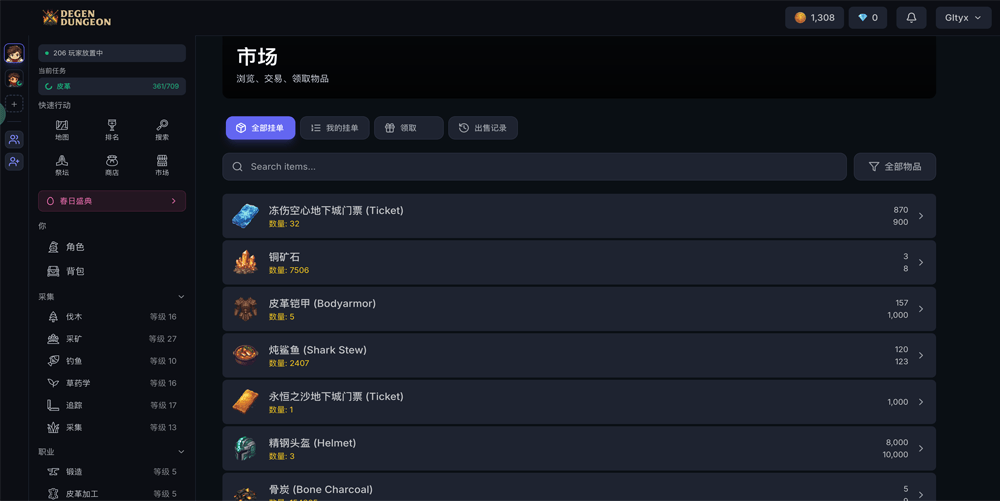 DEGEN
DUNGEON
1,308
0
Gltyx
206 玩家放置中
当前任务
皮革
361/709
快速行动
地图
排名
搜索
祭坛
商店
市场
春日盛典
你
角色
背包
采集
伐木
等级 16
采矿
等级 27
钓鱼
等级 10
草药学
等级 16
追踪
等级 17
采集
等级 13
职业
锻造
等级 5
皮革加工
等级 5
市场
浏览、交易、领取物品
全部挂单
我的挂单
领取
出售记录
Search items...
全部物品
冻伤空心地下城门票 (Ticket)
数量: 32
870
900
铜矿石
数量: 7506
3
8
皮革铠甲 (Bodyarmor)
数量: 5
157
1,000
炖鲨鱼 (Shark Stew)
数量: 2407
120
123
永恒之沙地下城门票 (Ticket)
数量: 1
1,000
精钢头盔 (Helmet)
数量: 3
8,000
10,000
骨炭 (Bone Charcoal)
5